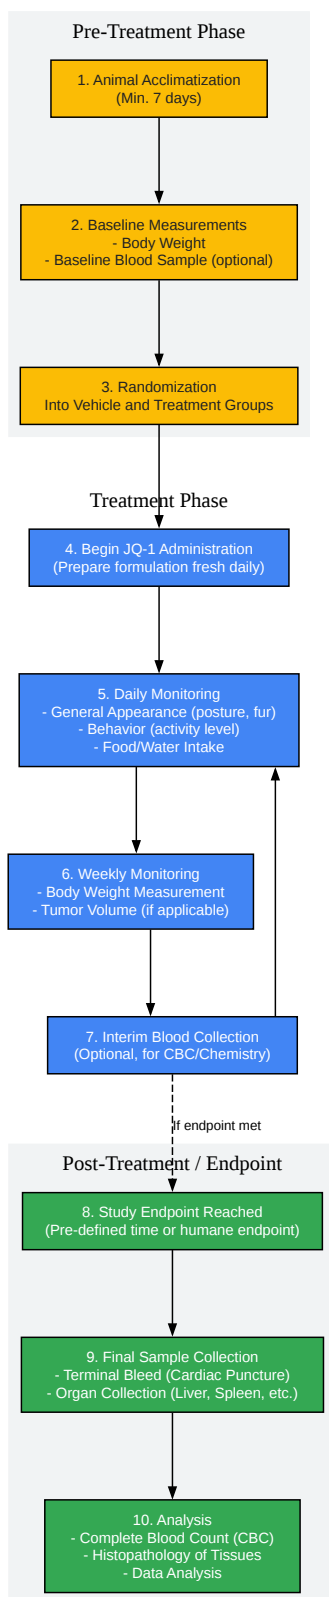 Pre-Treatment Phase
1. Animal Acclimatization
(Min. 7 days)
2. Baseline Measurements
- Body Weight
- Baseline Blood Sample (optional)
3. Randomization
Into Vehicle and Treatment Groups
Treatment Phase
4. Begin JQ-1 Administration
(Prepare formulation fresh daily)
5. Daily Monitoring
- General Appearance (posture, fur)
- Behavior (activity level)
- Food/Water Intake
6. Weekly Monitoring
- Body Weight Measurement
- Tumor Volume (if applicable)
7. Interim Blood Collection
(Optional, for CBC/Chemistry)
If endpoint met
Post-Treatment / Endpoint
8. Study Endpoint Reached
(Pre-defined time or humane endpoint)
9. Final Sample Collection
- Terminal Bleed (Cardiac Puncture)
- Organ Collection (Liver, Spleen, etc.)
10. Analysis
- Complete Blood Count (CBC)
- Histopathology of Tissues
- Data Analysis